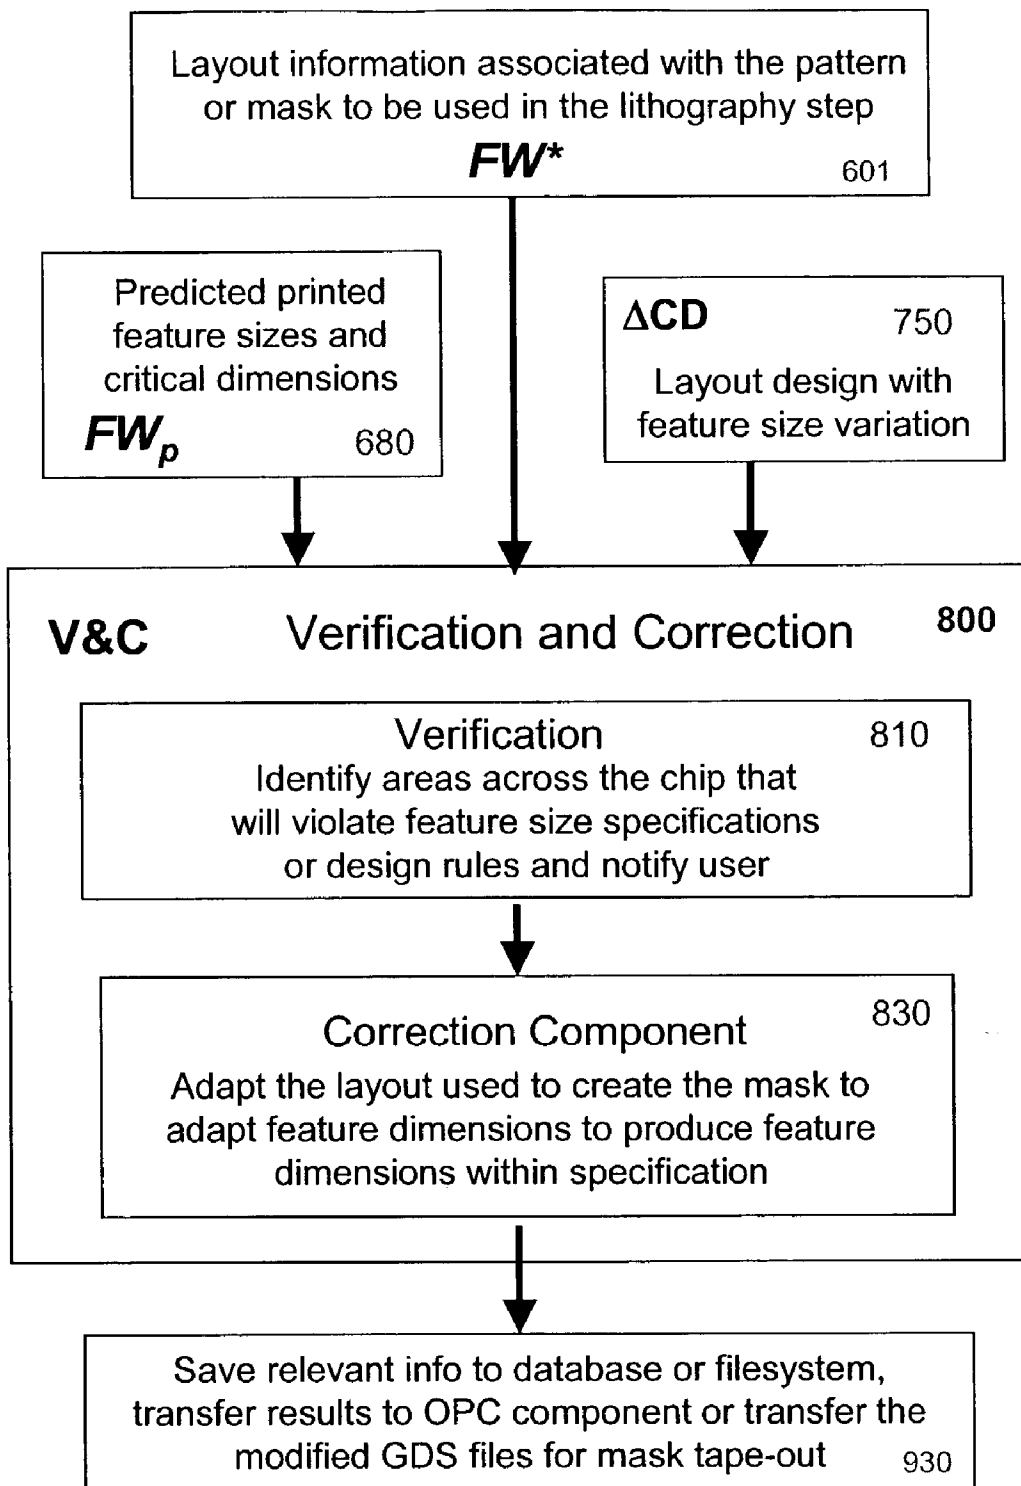 Layout information associated with the pattern
or mask to be used in the lithography step
FW*
601
Predicted printed
feature sizes and
critical dimensions
FWp
680
ΔCD
750
Layout design with
feature size variation
V&C
Verification and Correction
800
Verification
810
Identify areas across the chip that
will violate feature size specifications
or design rules and notify user
Correction Component
830
Adapt the layout used to create the mask to
adapt feature dimensions to produce feature
dimensions within specification
Save relevant info to database or filesystem,
transfer results to OPC component or transfer the
modified GDS files for mask tape-out
930